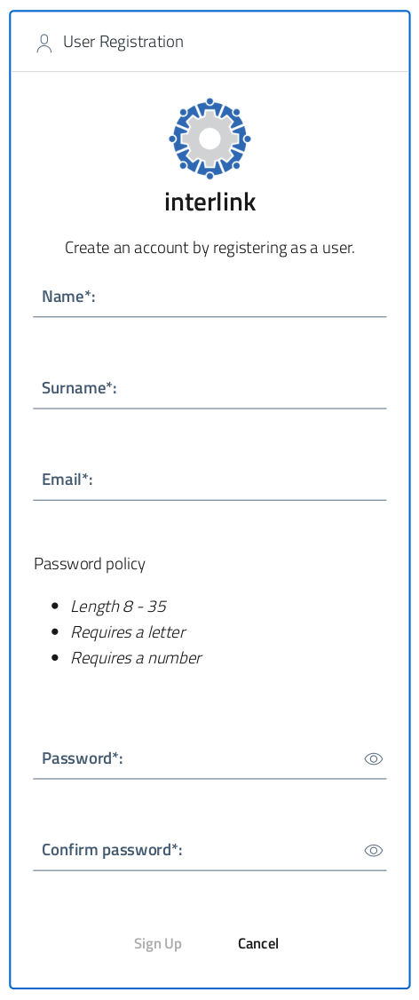 User Registration
interlink
Create an account by registering as a user.
Name*:
Surname*:
Email*:
Password policy
Length 8 - 35
Requires a letter
Requires a number
Password*:
Confirm password*:
Sign Up Cancel